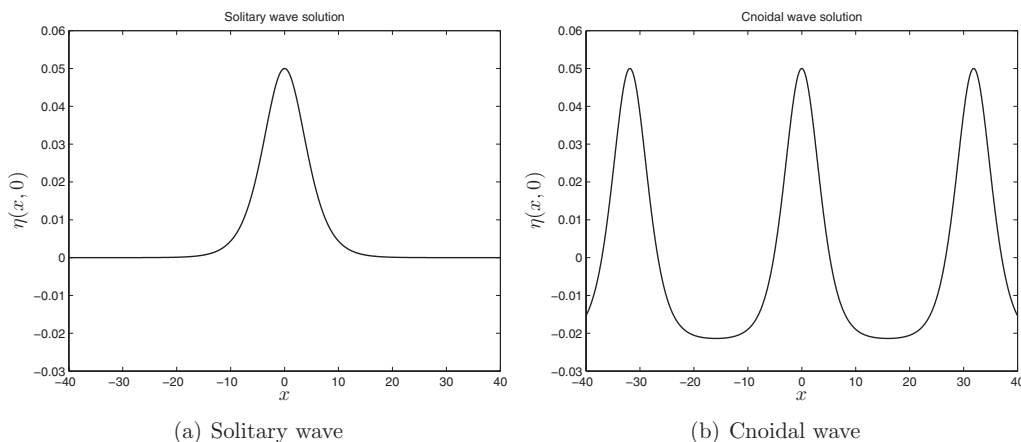 Solitary wave solution
0.06
0.05
0.04
0.03
0.02
0.01
0
−0.01
−0.02
−0.03
η(x, 0)
−40 −30 −20 −10 0 10 20 30 40
x
(a) Solitary wave
Cnoidal wave solution
0.06
0.05
0.04
0.03
0.02
0.01
0
−0.01
−0.02
−0.03
η(x, 0)
−40 −30 −20 −10 0 10 20 30 40
x
(b) Cnoidal wave